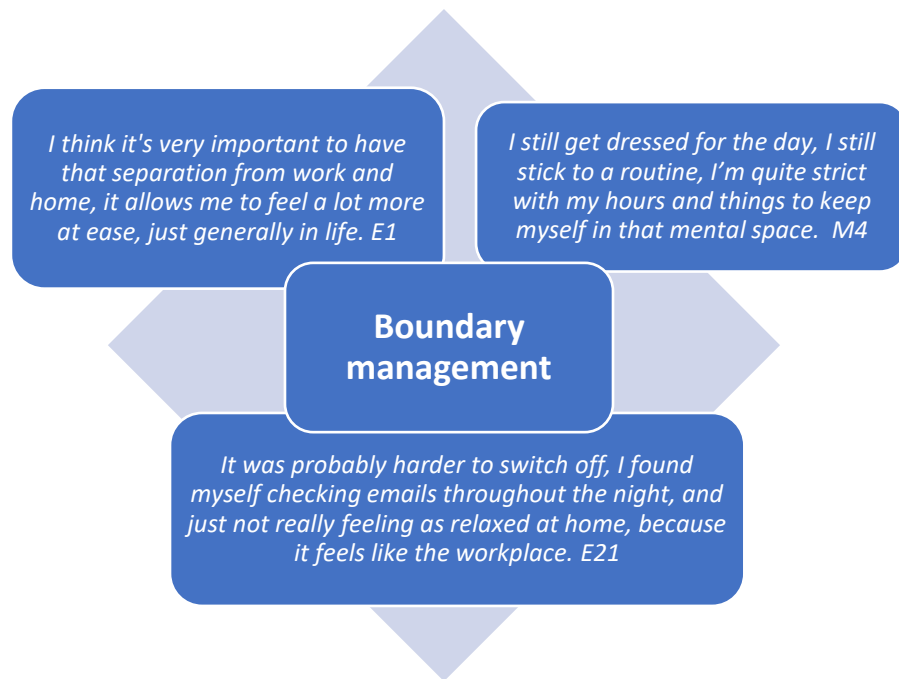 I think it's very important to have
that separation from work and
home, it allows me to feel a lot more
at ease, just generally in life. E1
I still get dressed for the day, I still
stick to a routine, I’m quite strict
with my hours and things to keep
myself in that mental space.  M4
Boundary
management
It was probably harder to switch off, I found
myself checking emails throughout the night, and
just not really feeling as relaxed at home, because
it feels like the workplace. E21